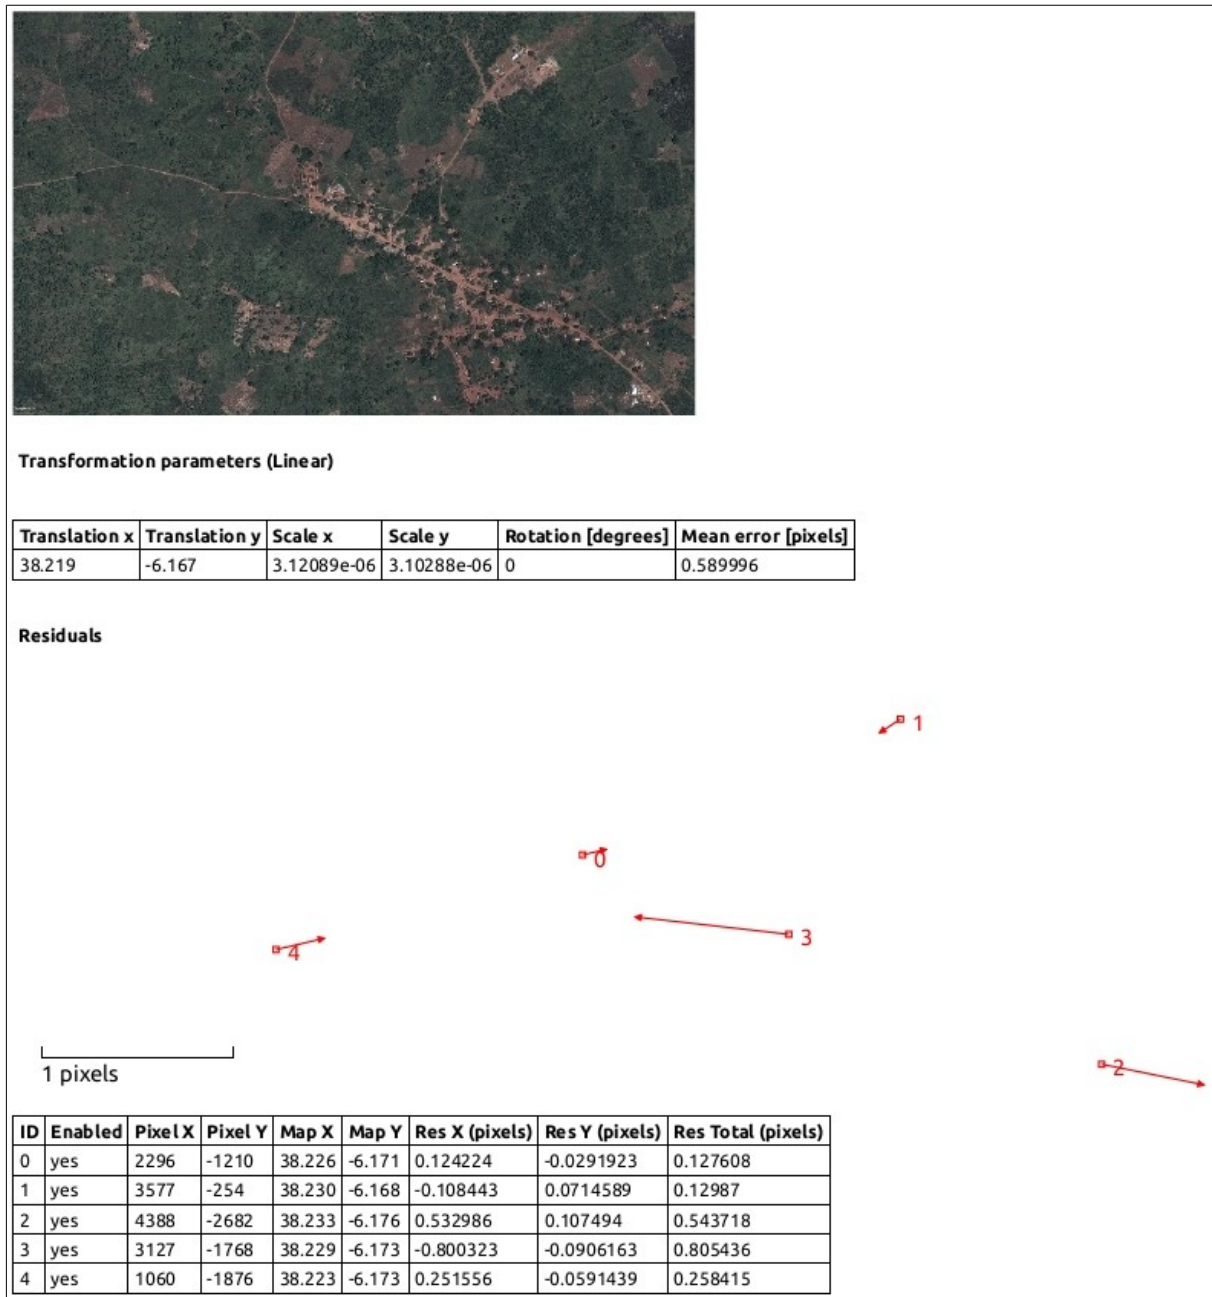 Transformation parameters (Linear)
Translation x Translation y Scale x Scale y Rotation [degrees] Mean error [pixels]
38.219 -6.167 3.12089e-06 3.10288e-06 0 0.589996
Residuals
1
0
3
4
1 pixels
2
ID Enabled Pixel X Pixel Y Map X Map Y Res X (pixels) Res Y (pixels) Res Total (pixels)
0 yes 2296 -1210 38.226 -6.171 0.124224 -0.0291923 0.127608
1 yes 3577 -254 38.230 -6.168 -0.108443 0.0714589 0.12987
2 yes 4388 -2682 38.233 -6.176 0.532986 0.107494 0.543718
3 yes 3127 -1768 38.229 -6.173 -0.800323 -0.0906163 0.805436
4 yes 1060 -1876 38.223 -6.173 0.251556 -0.0591439 0.258415